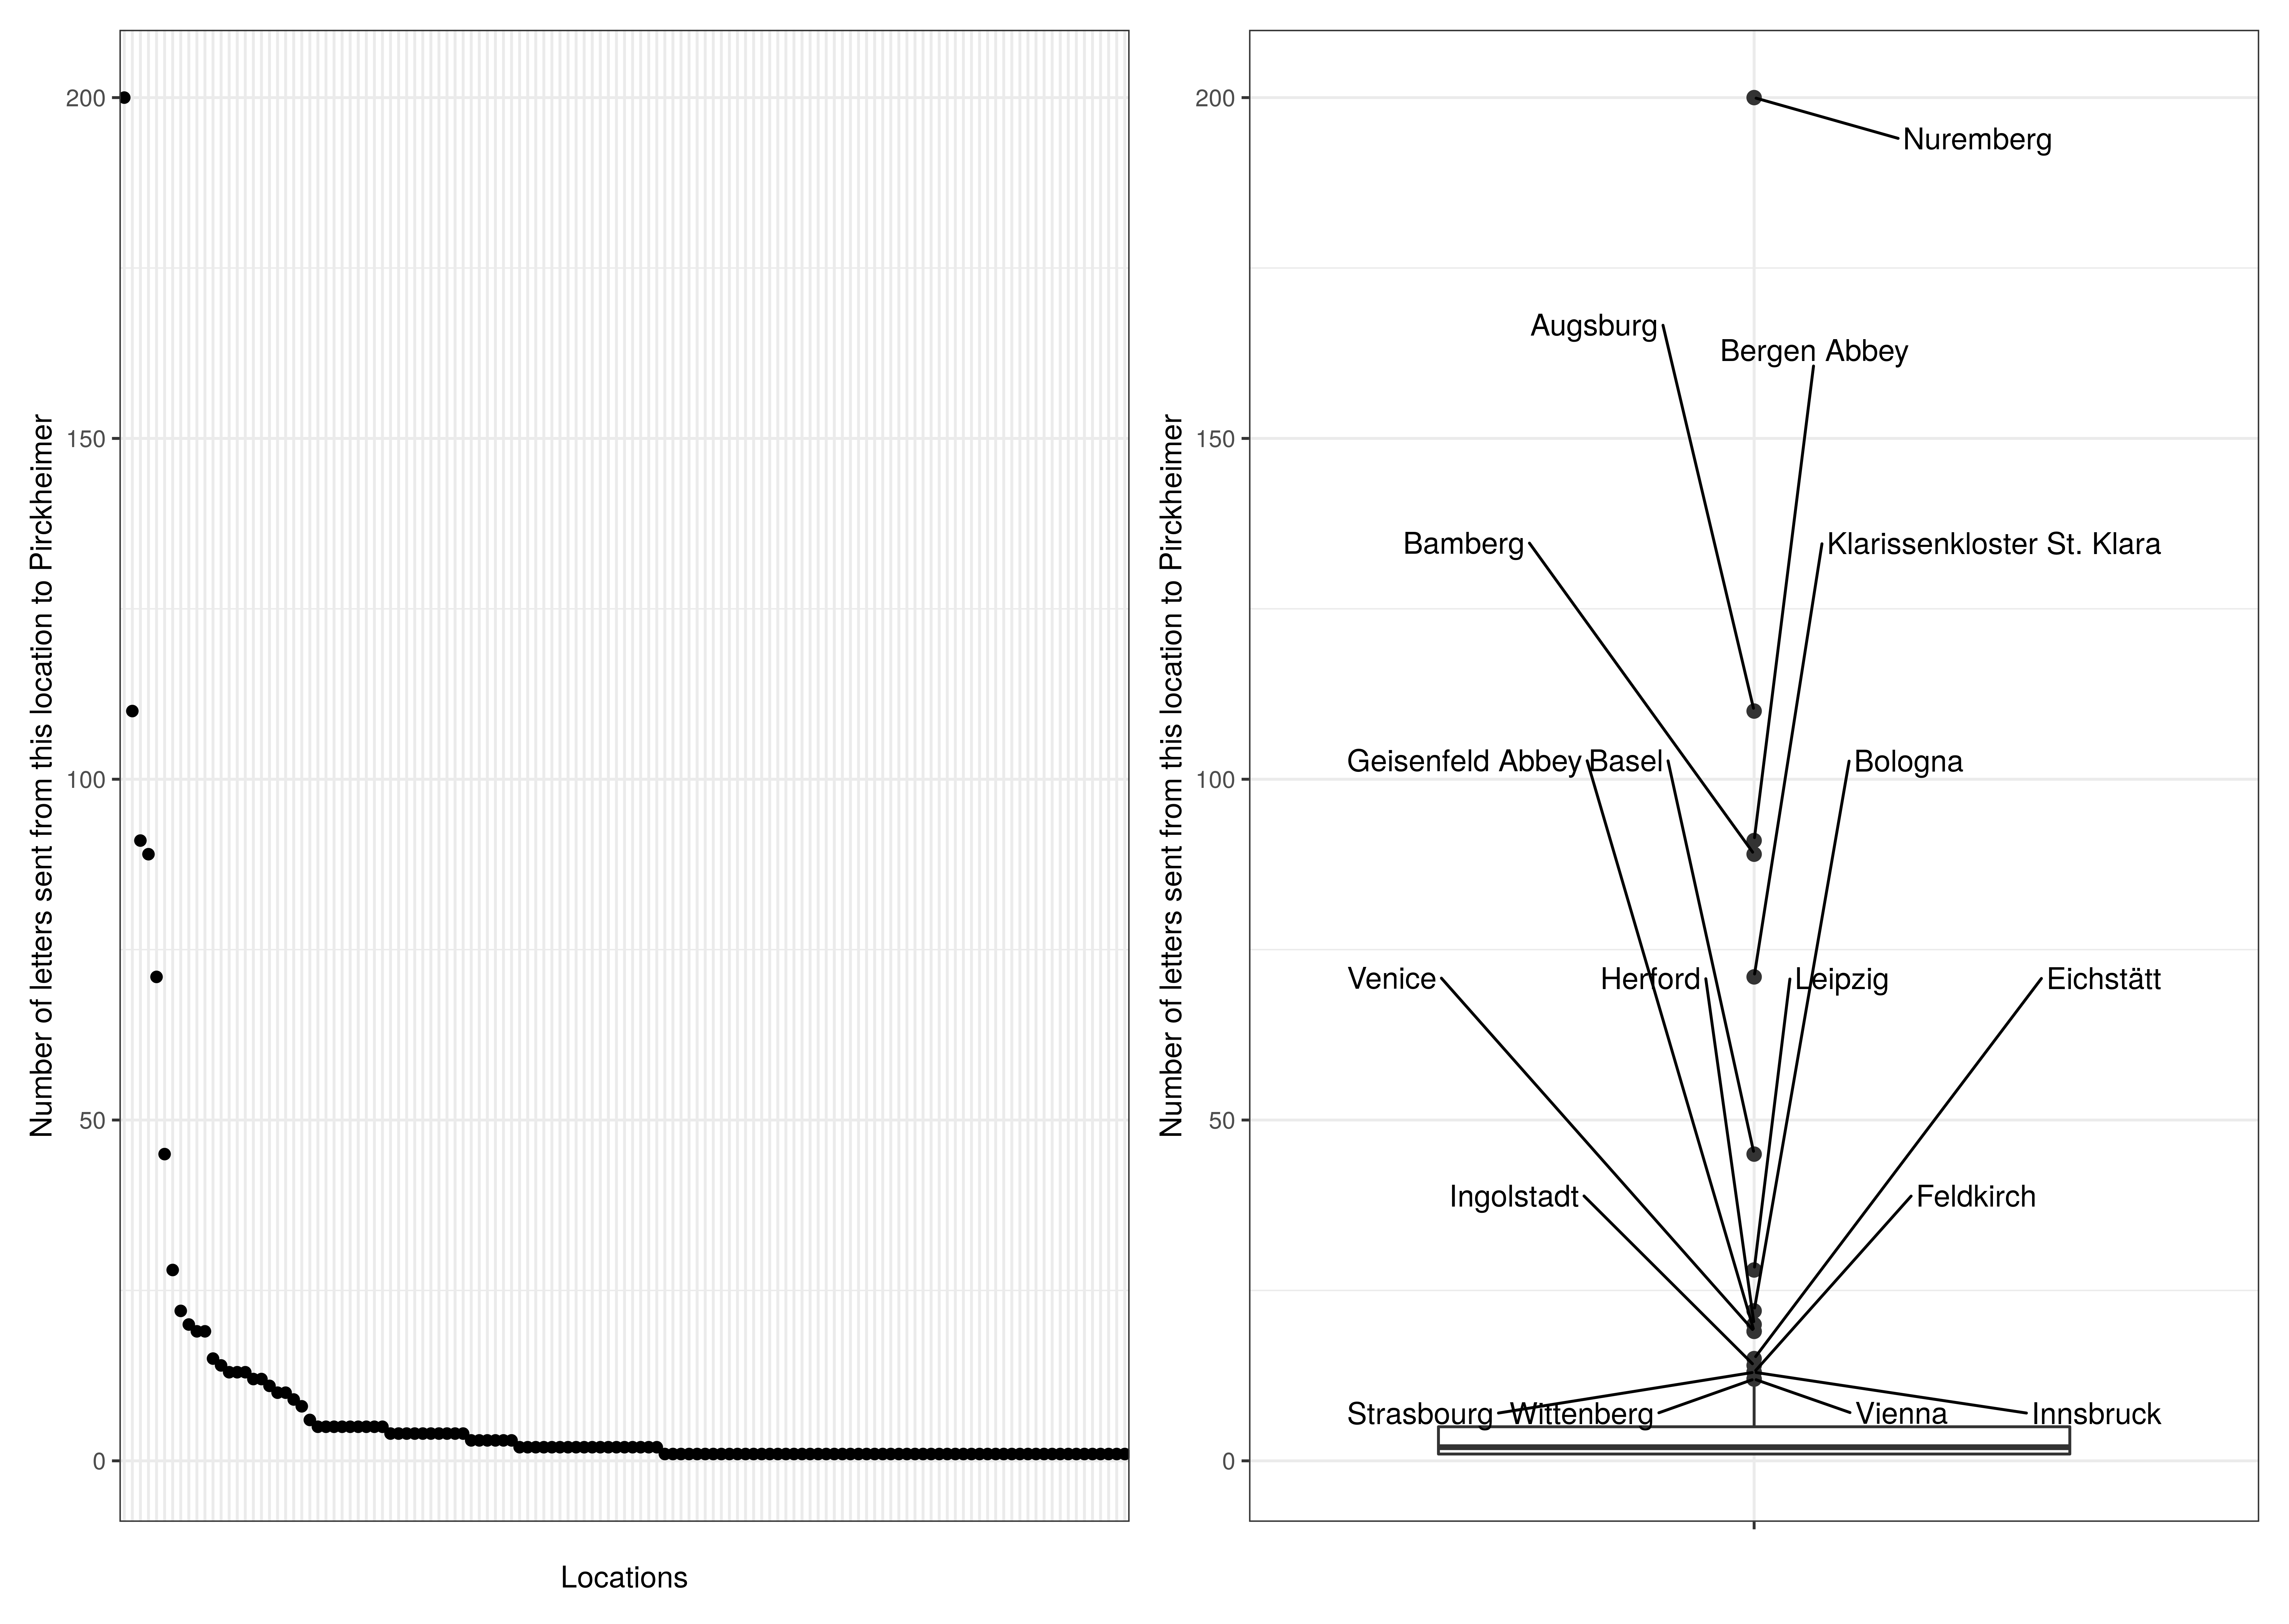 Number of letters sent from this location to Pirckheimer
200
150
100
50
0
Locations
Number of letters sent from this location to Pirckheimer
200
150
100
50
0
Nuremberg
Augsburg
Bergen Abbey
Bamberg
Klarissenkloster St. Klara
Geisenfeld Abbey
Basel
Bologna
Venice
Herford
Leipzig
Eichstätt
Ingolstadt
Feldkirch
Strasbourg
Wittenberg
Vienna
Innsbruck